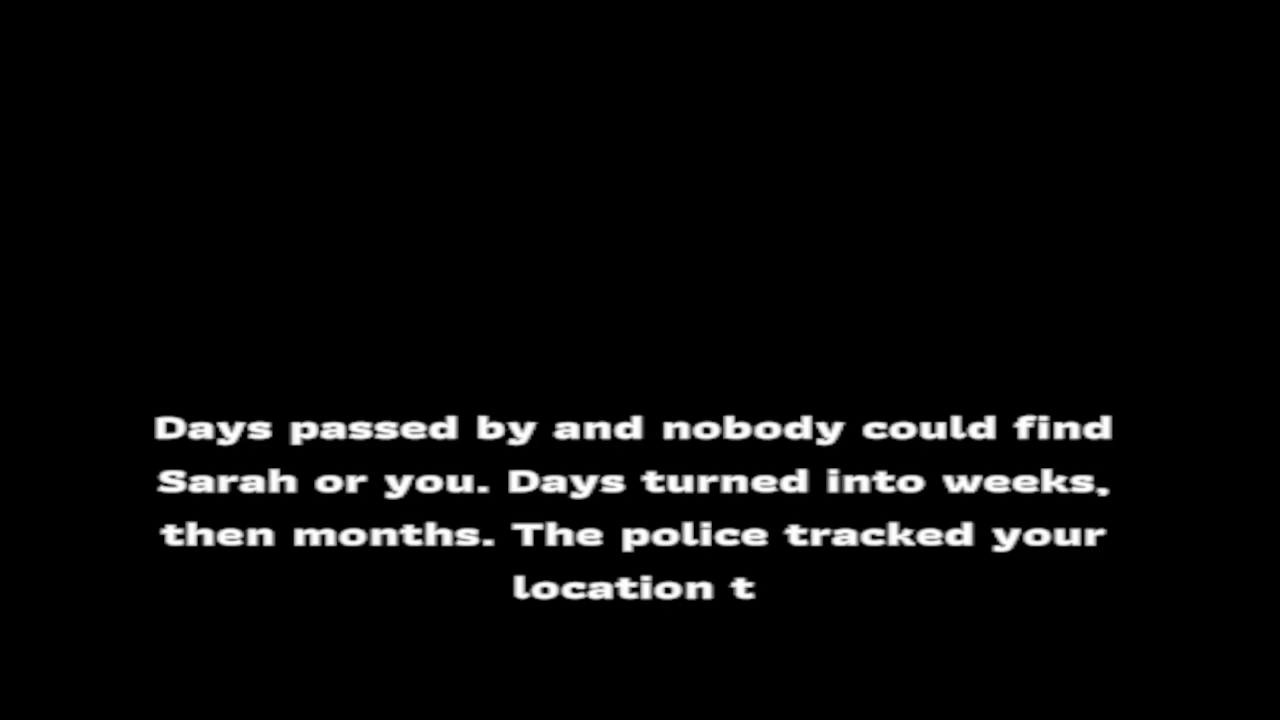 Days passed by and nobody could find
Sarah or you. Days turned into weeks,
then months. The police tracked your
location t